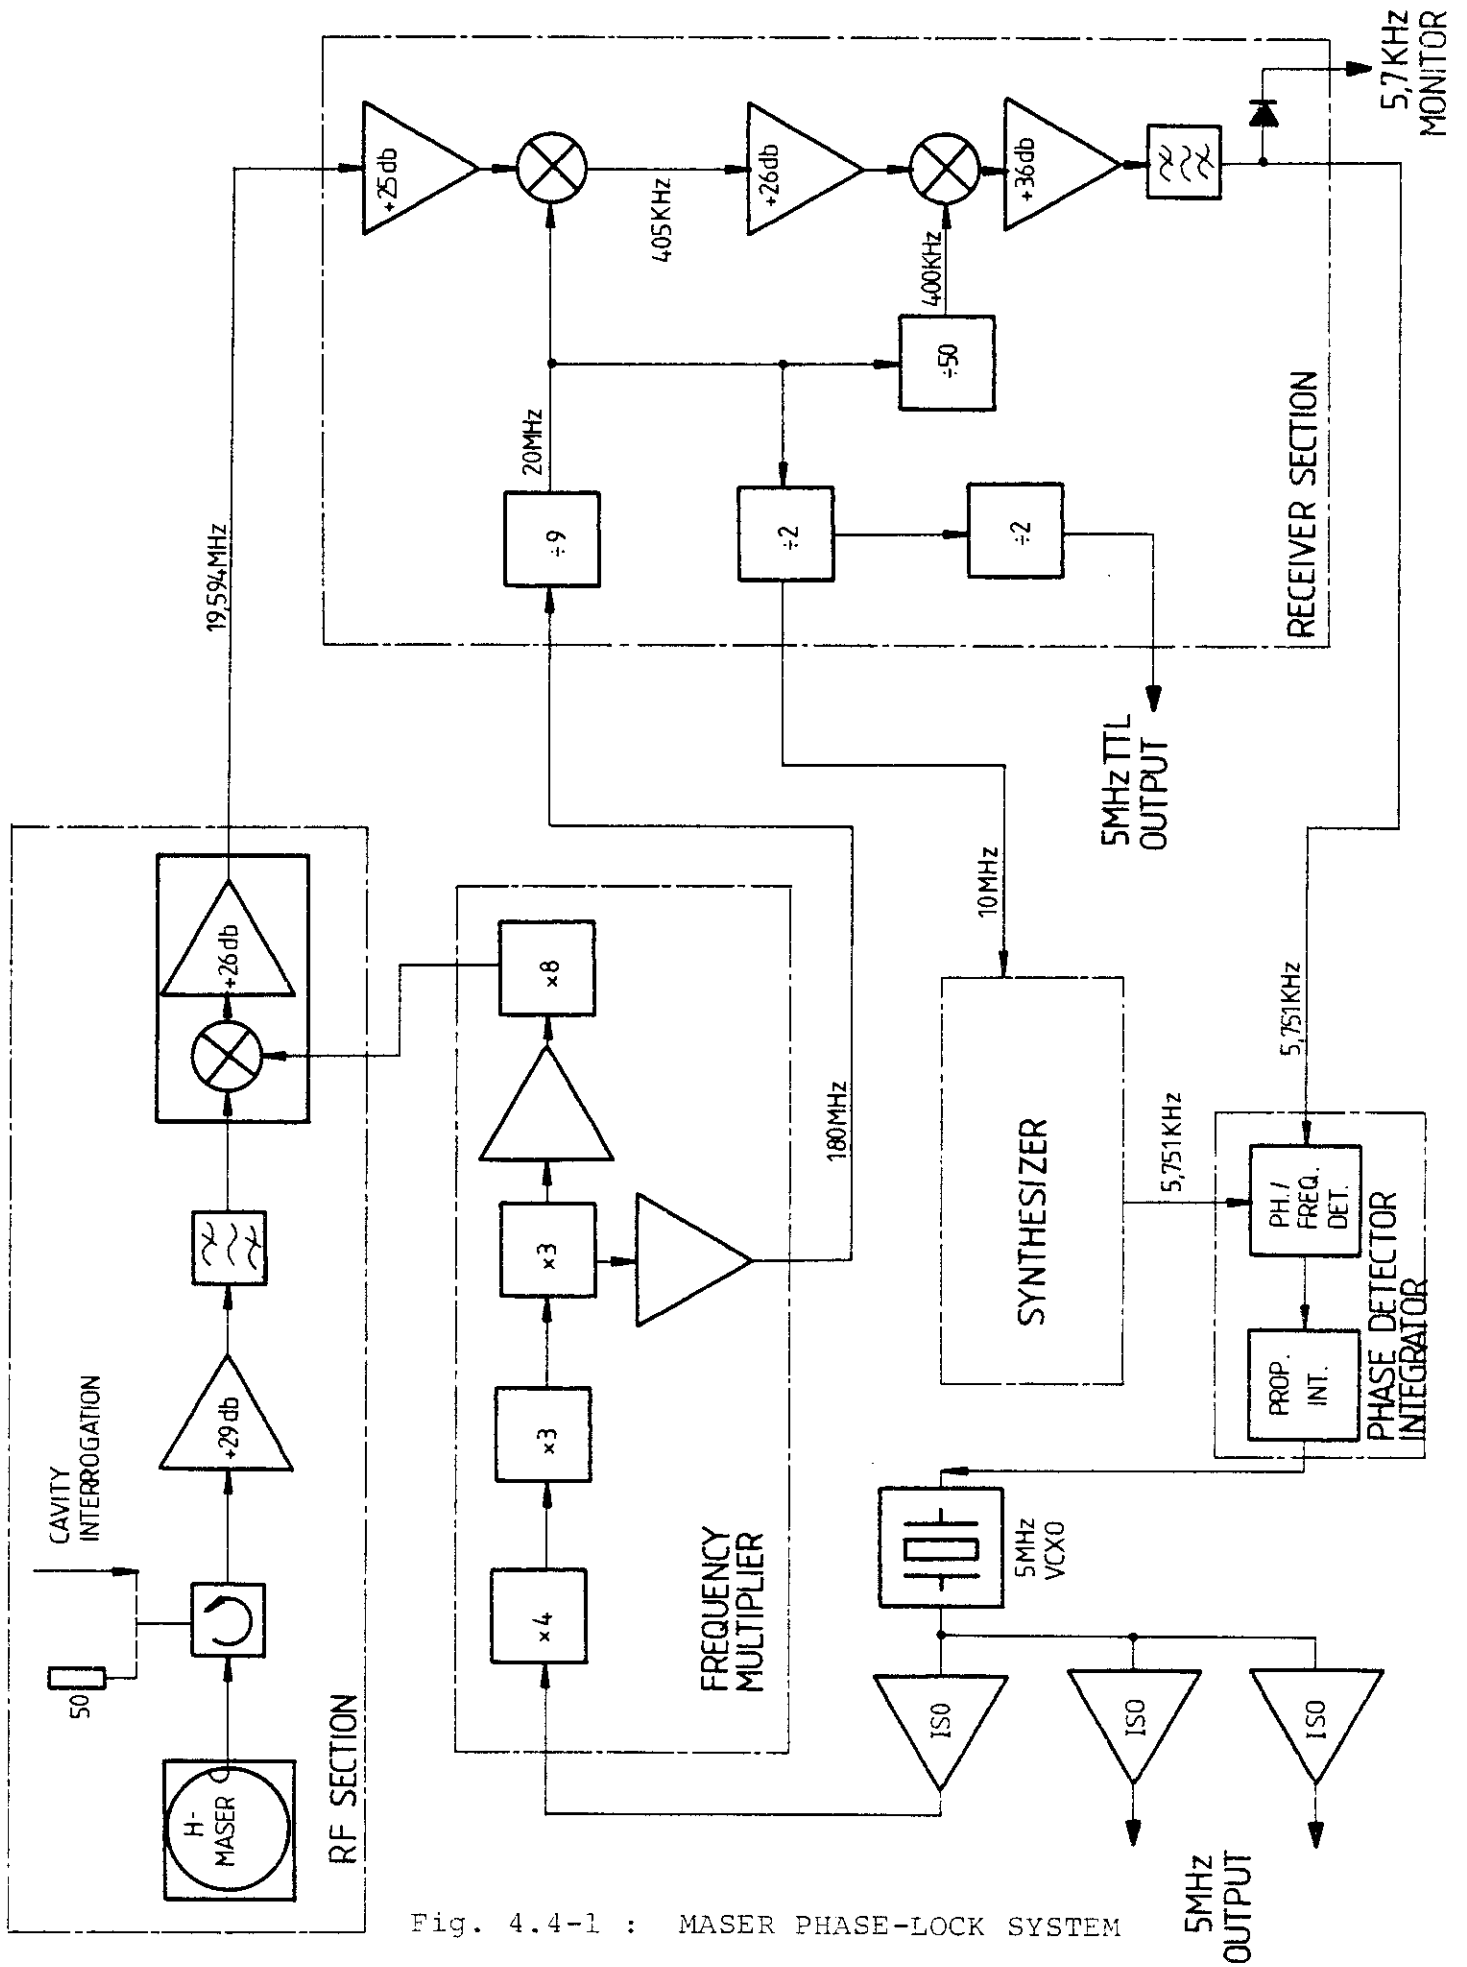 CAVITY
INTERROGATION
50
H-
MASER
+29db
+26db
RF SECTION
19,594MHz
×4
×3
×3
×8
FREQUENCY
MULTIPLIER
180MHz
÷9
20MHz
+25db
405KHz
+26db
400KHz
÷50
+36db
÷2
÷2
RECEIVER SECTION
5,7KHz
MONITOR
5MHz TTL
OUTPUT
10MHz
SYNTHESIZER
5,751KHz
5,751KHz
PH./
FREQ.
DET.
PROP.
INT.
PHASE DETECTOR
INTEGRATOR
5MHz
VCXO
ISO
ISO
ISO
5MHz
OUTPUT
Fig. 4.4-1 : MASER PHASE-LOCK SYSTEM